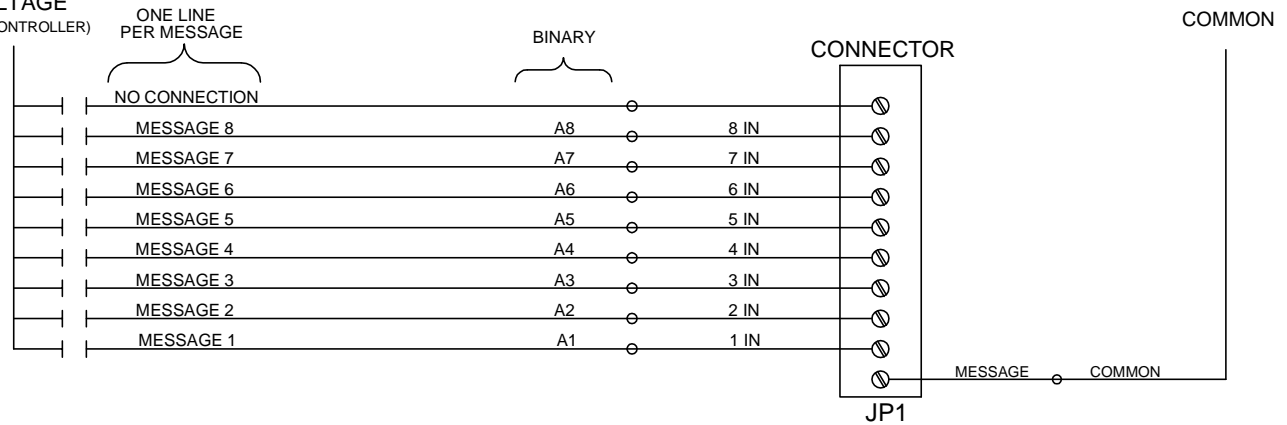 COMMON
ONE LINE
PER MESSAGE
BINARY
CONNECTOR
NO CONNECTION
MESSAGE 8 A8 8 IN
MESSAGE 7 A7 7 IN
MESSAGE 6 A6 6 IN
MESSAGE 5 A5 5 IN
MESSAGE 4 A4 4 IN
MESSAGE 3 A3 3 IN
MESSAGE 2 A2 2 IN
MESSAGE 1 A1 1 IN
MESSAGE COMMON
JP1